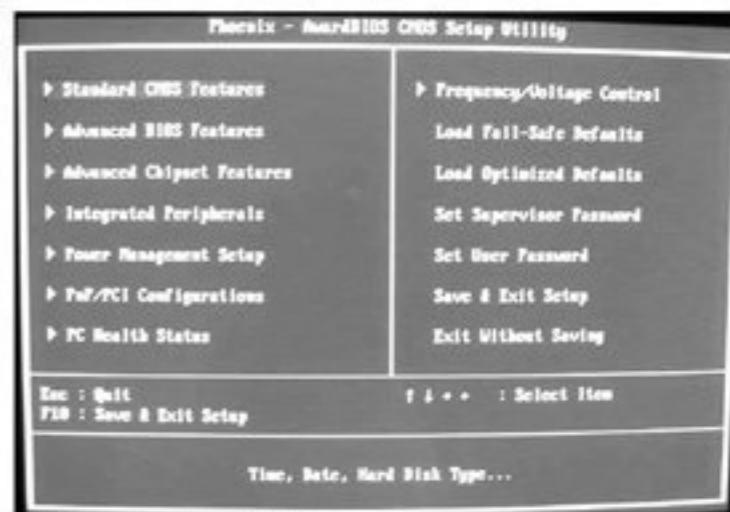 Phoenix - AwardBIOS CMOS Setup Utility
Standard CMOS Features
Advanced BIOS Features
Advanced Chipset Features
Integrated Peripherals
Power Management Setup
PnP/PCI Configurations
PC Health Status
Frequency/Voltage Control
Load Fail-Safe Defaults
Load Optimized Defaults
Set Supervisor Password
Set User Password
Save & Exit Setup
Exit Without Saving
Esc : Quit
F10 : Save & Exit Setup
↑ ↓ → ← : Select Item
Time, Date, Hard Disk Type...